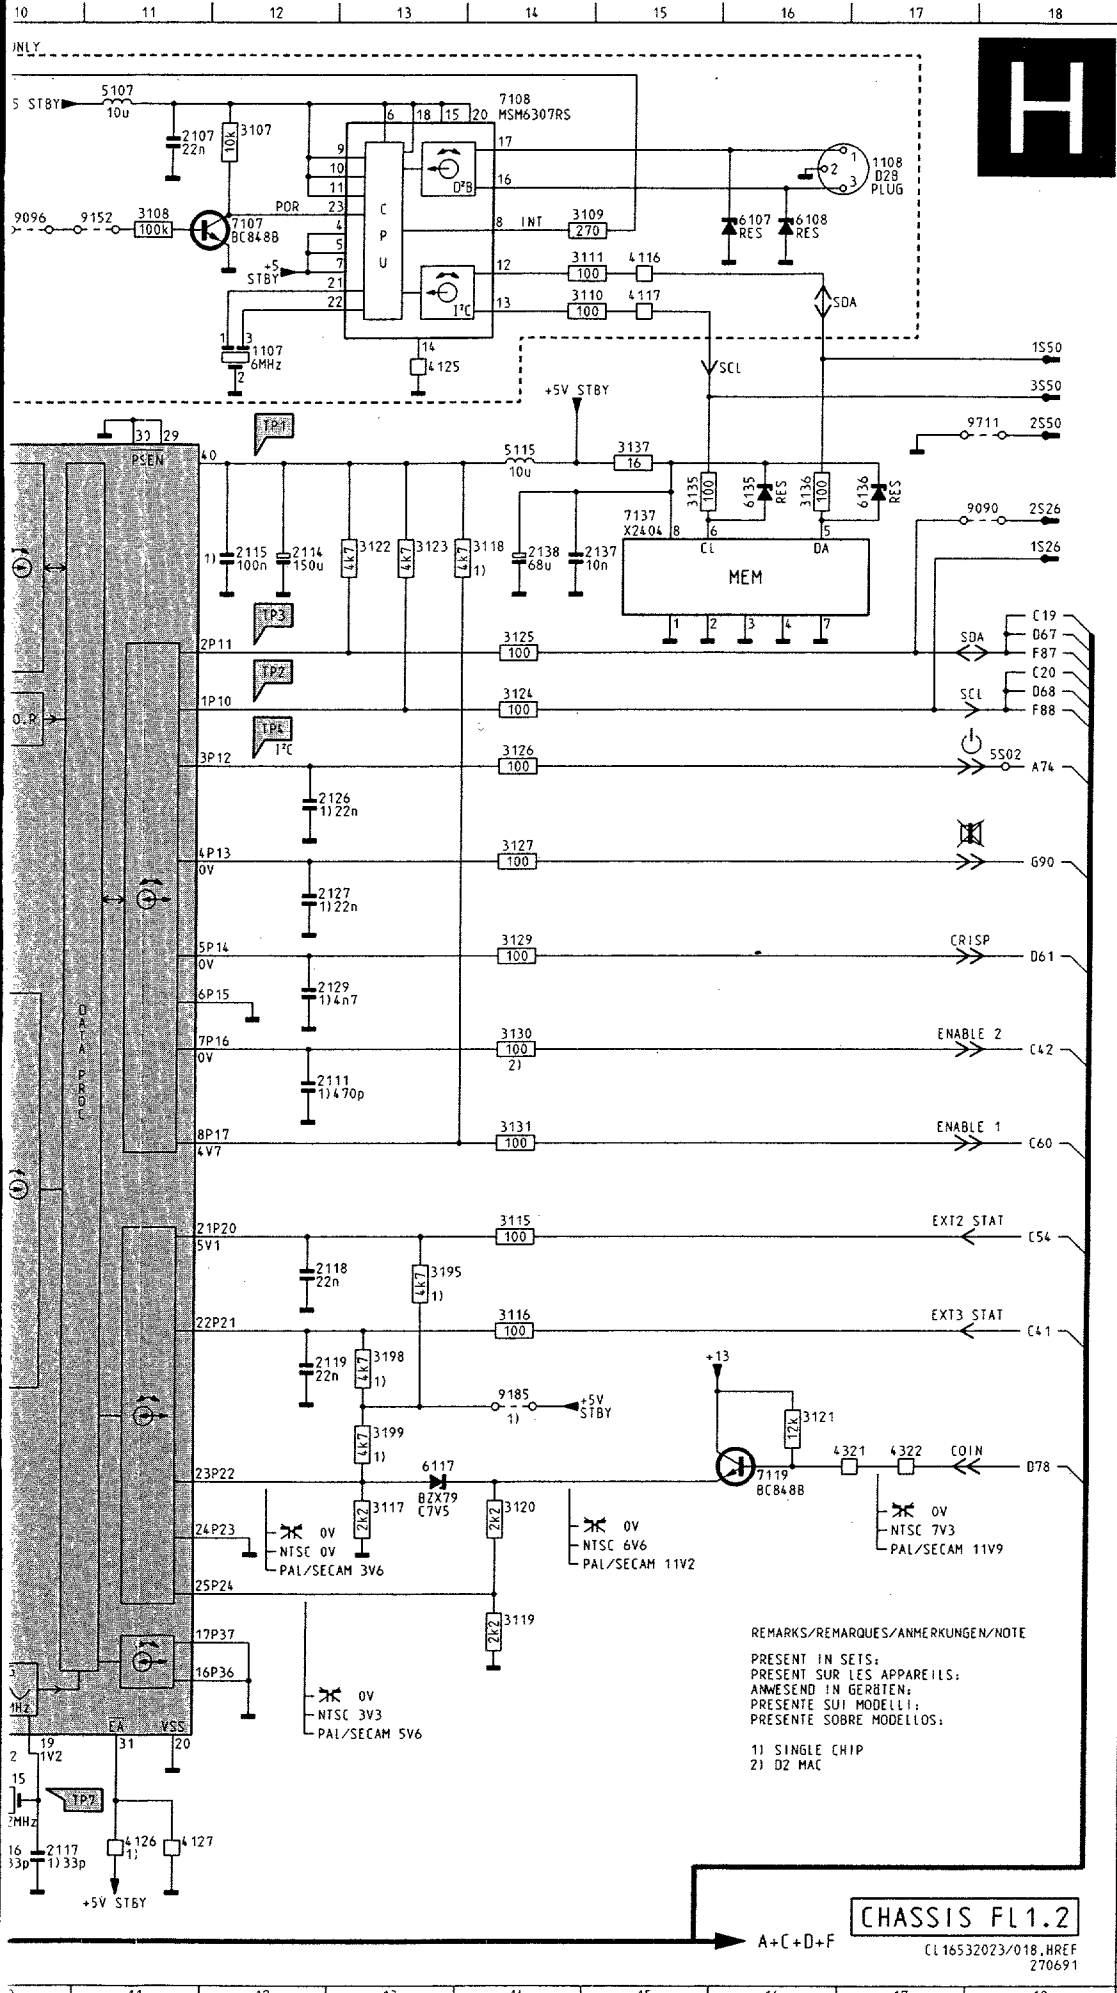 10 11 12 13 14 15 16 17 18
H
5 STBY
5107
10u
2107
22n
3107
10k
7108
MSM6307RS
6 18 15 20
9
10
11
23
4
5
7
21
22
CPU
D²B
I²C
17
16
8 INT
12
13
14
POR
9096 9152
3108
100k
7107
BC848B
+5
STBY
3109
270
3111
100
4116
3110
100
4117
6107
RES
6108
RES
1
2
3
1108
D2B
PLUG
SDA
SCL
1 3
2
1107
6MHz
4125
1S50
3S50
9711 2S50
9090 2S26
1S26
+5V STBY
30 29
PSEN
40
TP1
5115
10u
3137
16
3135
100
6135
RES
3136
100
6136
RES
1)
2115
100n
2114
150u
3122
4k7
3123
4k7
3118
4k7
1)
2138
68u
2137
10n
7137
X2404
8 6 5
CL DA
MEM
1 2 3 4 7
TP3
2P11
3125
100
SDA
C19
D67
F87
TP2
1P10
3124
100
SCL
C20
D68
F88
TP4
I²C
3P12
3126
100
5S02
A74
2126
1)22n
4P13
0V
3127
100
G90
2127
1)22n
5P14
0V
3129
100
CRISP
D61
2129
1)4n7
6P15
7P16
0V
3130
100
2)
ENABLE 2
C42
2111
1)470p
8P17
4V7
3131
100
ENABLE 1
C60
DATA PROC
21P20
5V1
3115
100
EXT2 STAT
C54
2118
22n
3195
4k7
1)
22P21
3116
100
EXT3 STAT
C41
2119
22n
3198
4k7
1)
9185
1)
+5V
STBY
3199
4k7
1)
+13
3121
12k
23P22
6117
BZX79
C7V5
7119
BC848B
4321 4322
COIN
D78
3117
2k2
3120
2k2
0V
NTSC 0V
PAL/SECAM 3V6
0V
NTSC 6V6
PAL/SECAM 11V2
0V
NTSC 7V3
PAL/SECAM 11V9
24P23
25P24
3119
2k2
17P37
16P36
0V
NTSC 3V3
PAL/SECAM 5V6
EA VSS
19 31 20
1V2
15
TP7
2117
1)33p
4126
1)
4127
+5V STBY
REMARKS/REMARQUES/ANMERKUNGEN/NOTE
PRESENT IN SETS:
PRESENT SUR LES APPAREILS:
ANWESEND IN GERÄTEN:
PRESENTE SUI MODELLI:
PRESENTE SOBRE MODELLOS:
1) SINGLE CHIP
2) D2 MAC
A+C+D+F
CHASSIS FL1.2
CL16532023/018.HREF
270691